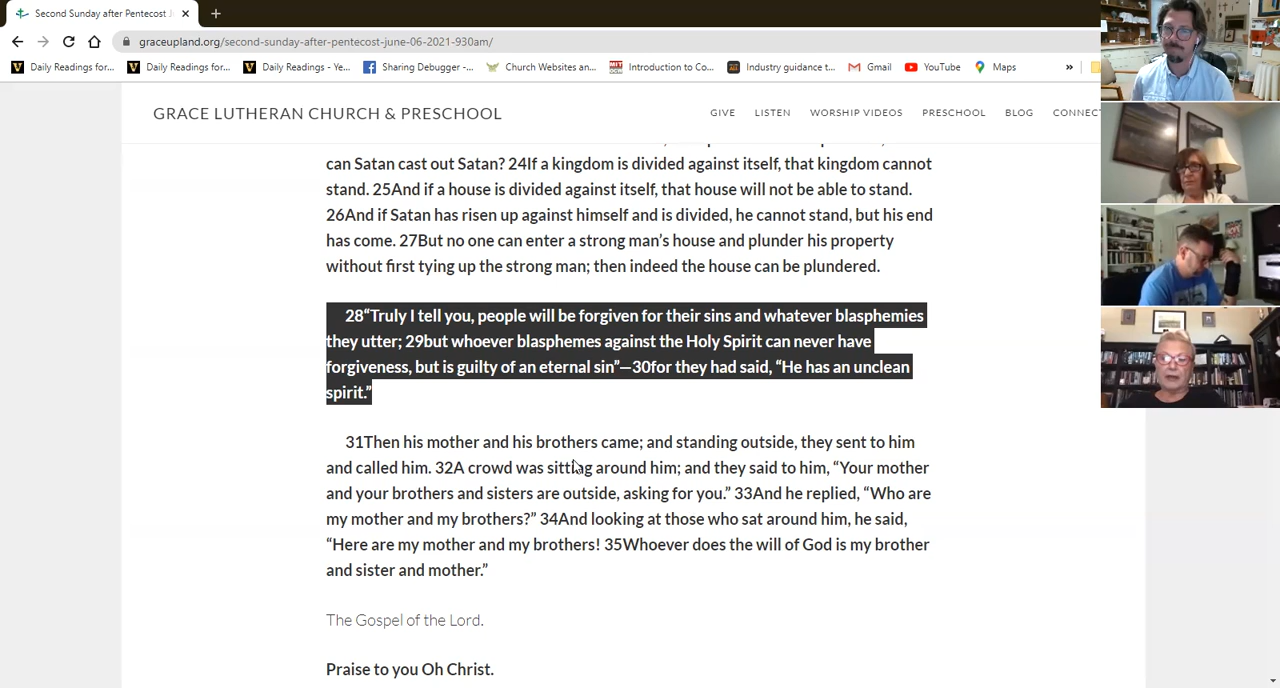 Second Sunday after Pentecost J
graceupland.org/second-sunday-after-pentecost-june-06-2021-930am/
Daily Readings for... Daily Readings for... Daily Readings - Ye... Sharing Debugger -... Church Websites an... Introduction to Co... Industry guidance t... Gmail YouTube Maps »
GRACE LUTHERAN CHURCH & PRESCHOOL GIVE LISTEN WORSHIP VIDEOS PRESCHOOL BLOG CONNECT
can Satan cast out Satan? 24If a kingdom is divided against itself, that kingdom cannot
stand. 25And if a house is divided against itself, that house will not be able to stand.
26And if Satan has risen up against himself and is divided, he cannot stand, but his end
has come. 27But no one can enter a strong man’s house and plunder his property
without first tying up the strong man; then indeed the house can be plundered.
28“Truly I tell you, people will be forgiven for their sins and whatever blasphemies
they utter; 29but whoever blasphemes against the Holy Spirit can never have
forgiveness, but is guilty of an eternal sin”—30for they had said, “He has an unclean
spirit.”
31Then his mother and his brothers came; and standing outside, they sent to him
and called him. 32A crowd was sitting around him; and they said to him, “Your mother
and your brothers and sisters are outside, asking for you.” 33And he replied, “Who are
my mother and my brothers?” 34And looking at those who sat around him, he said,
“Here are my mother and my brothers! 35Whoever does the will of God is my brother
and sister and mother.”
The Gospel of the Lord.
Praise to you Oh Christ.